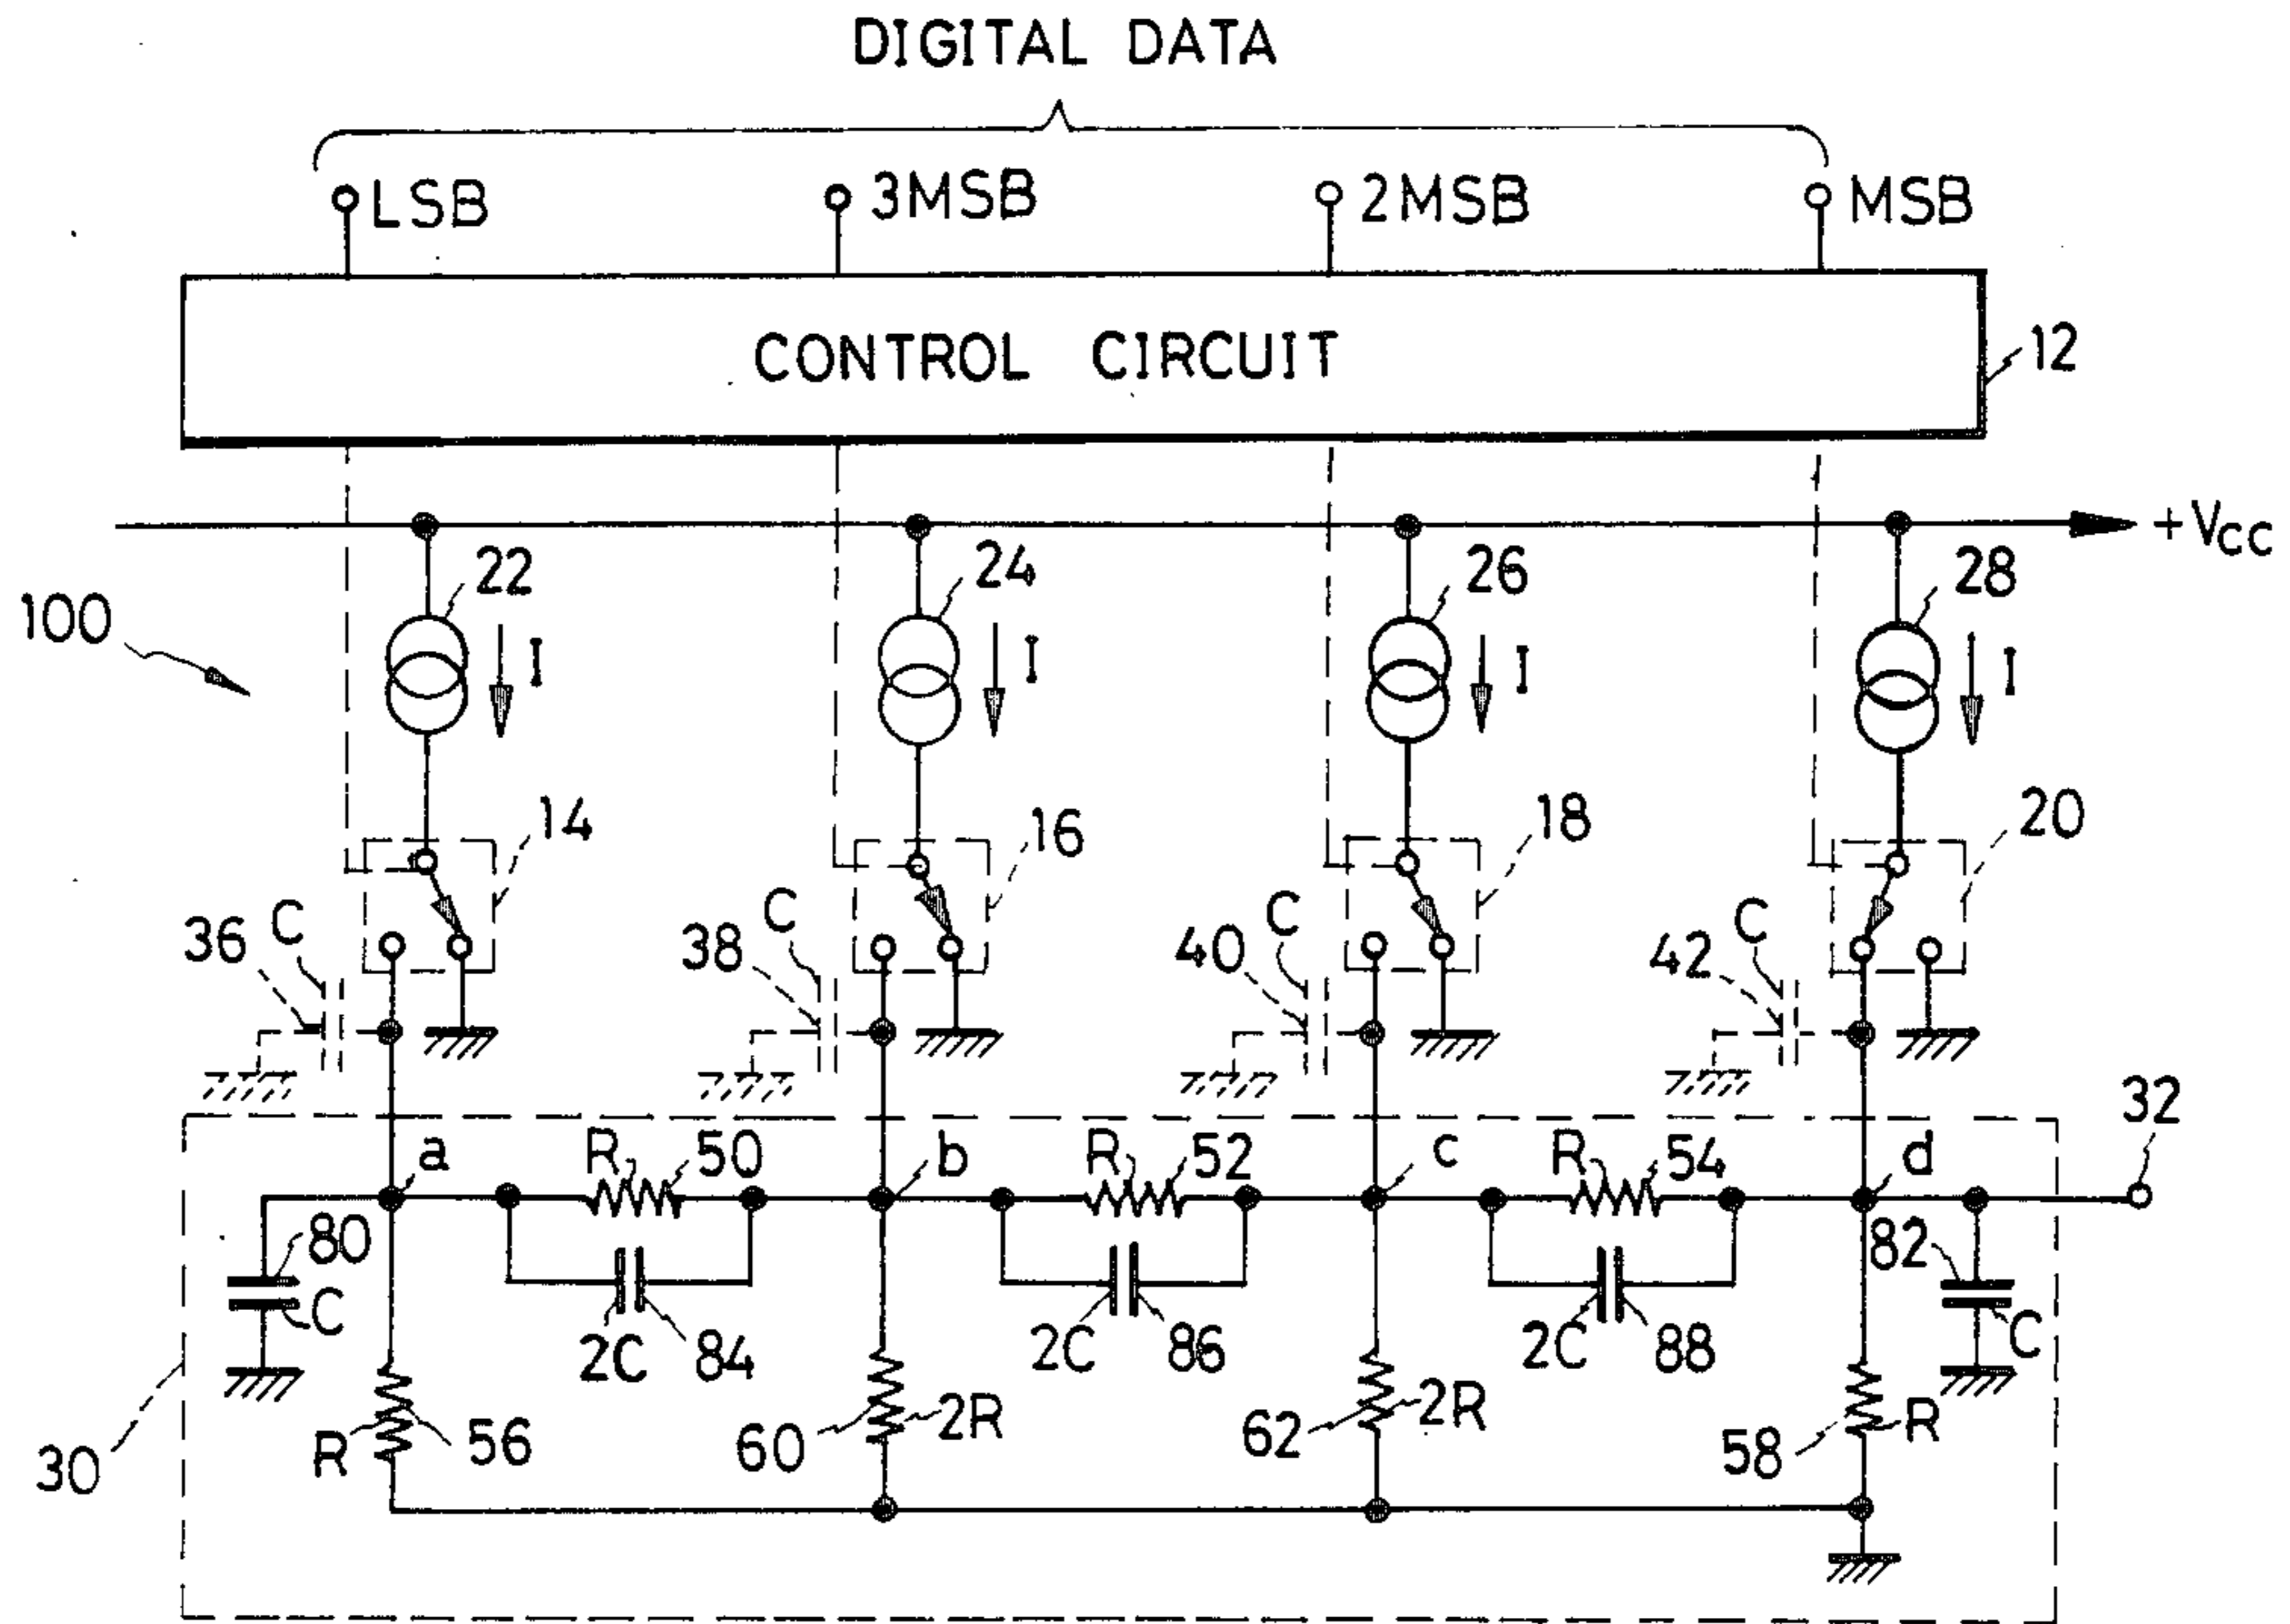 DIGITAL DATA
LSB 3MSB 2MSB MSB
CONTROL CIRCUIT
12
+VCC
22 24 26 28
100
I I I I
14 16 18 20
C C C C
36 38 40 42
32
a R 50 b R 52 c R 54 d
80 82
C C
2C 84 2C 86 2C 88
30 R 56 60 2R 62 2R 58 R